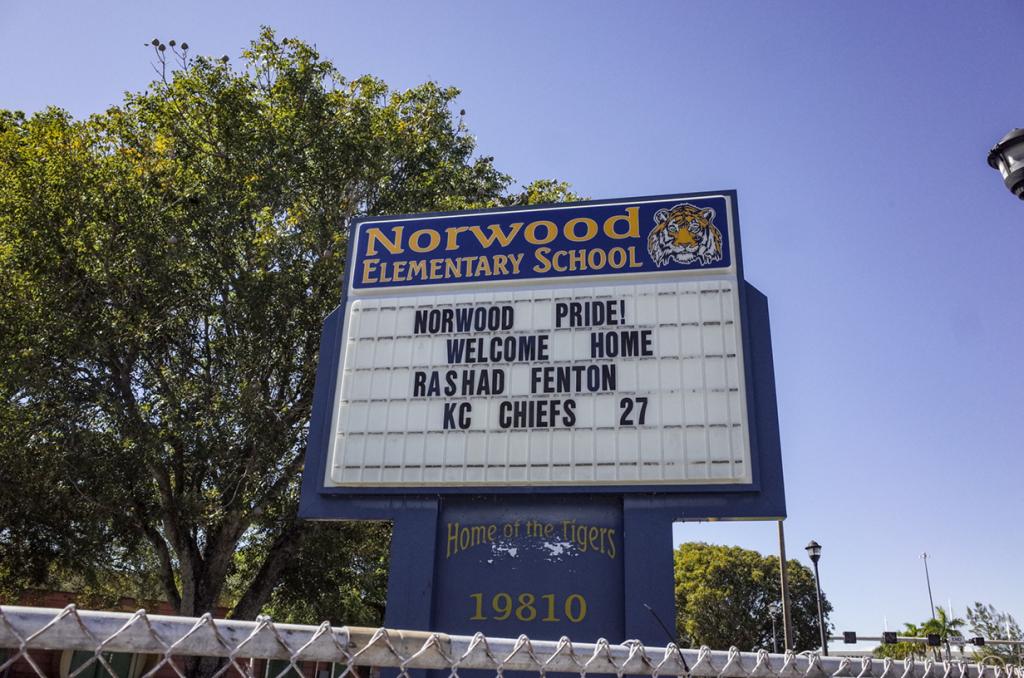 Norwood
Elementary School
NORWOOD PRIDE!
WELCOME HOME
RASHAD FENTON
KC CHIEFS 27
Home of the Tigers
19810